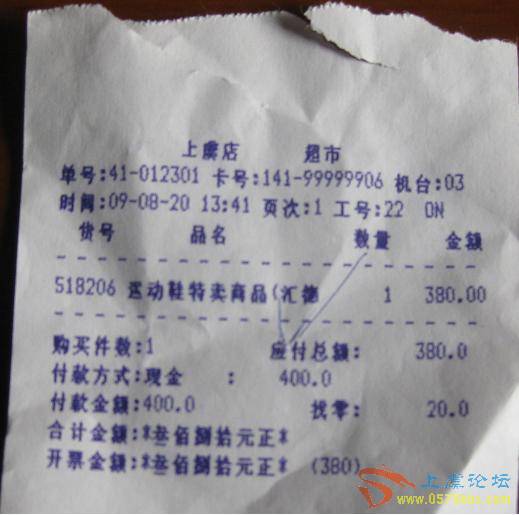 上虞店 超市
单号:41-012301 卡号:141-99999906 机台:03
时间:09-08-20 13:41 页次:1 工号:22 ON
货号 品名 数量 金额
518206 运动鞋特卖商品(汇德 1 380.00
购买件数:1 应付总额: 380.0
付款方式:现金 : 400.0
付款金额:400.0 找零: 20.0
合计金额:*叁佰捌拾元正*
开票金额:*叁佰捌拾元正* (380)
上虞论坛